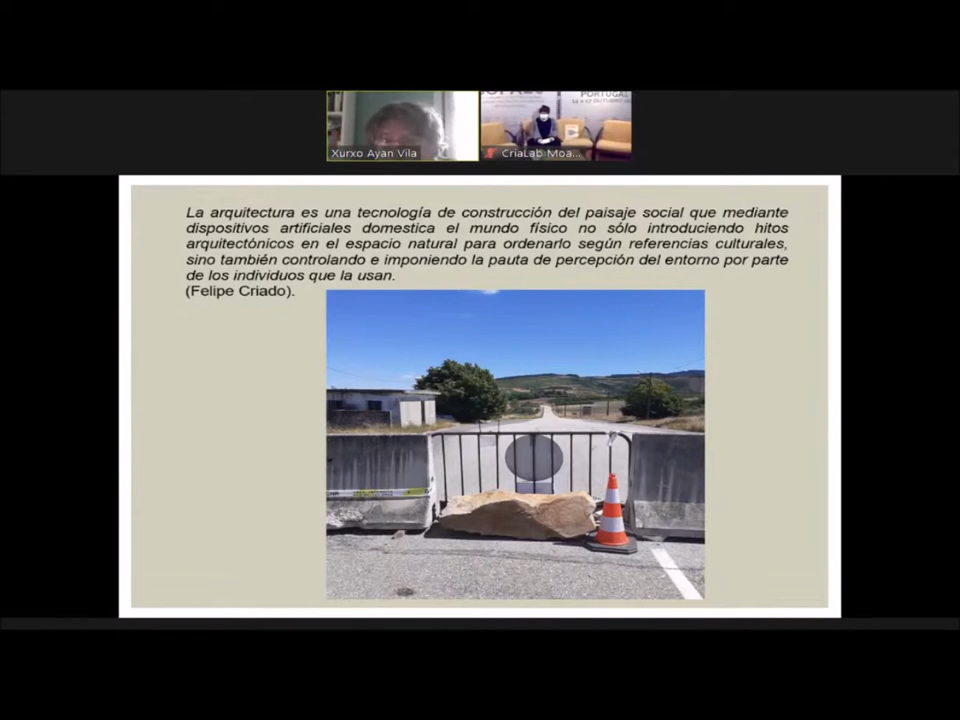 PORTUGAL
Xurxo Ayan Vila
CriaLab Moa...
La arquitectura es una tecnología de construcción del paisaje social que mediante
dispositivos artificiales domestica el mundo físico no sólo introduciendo hitos
arquitectónicos en el espacio natural para ordenarlo según referencias culturales,
sino también controlando e imponiendo la pauta de percepción del entorno por parte
de los individuos que la usan.
(Felipe Criado).